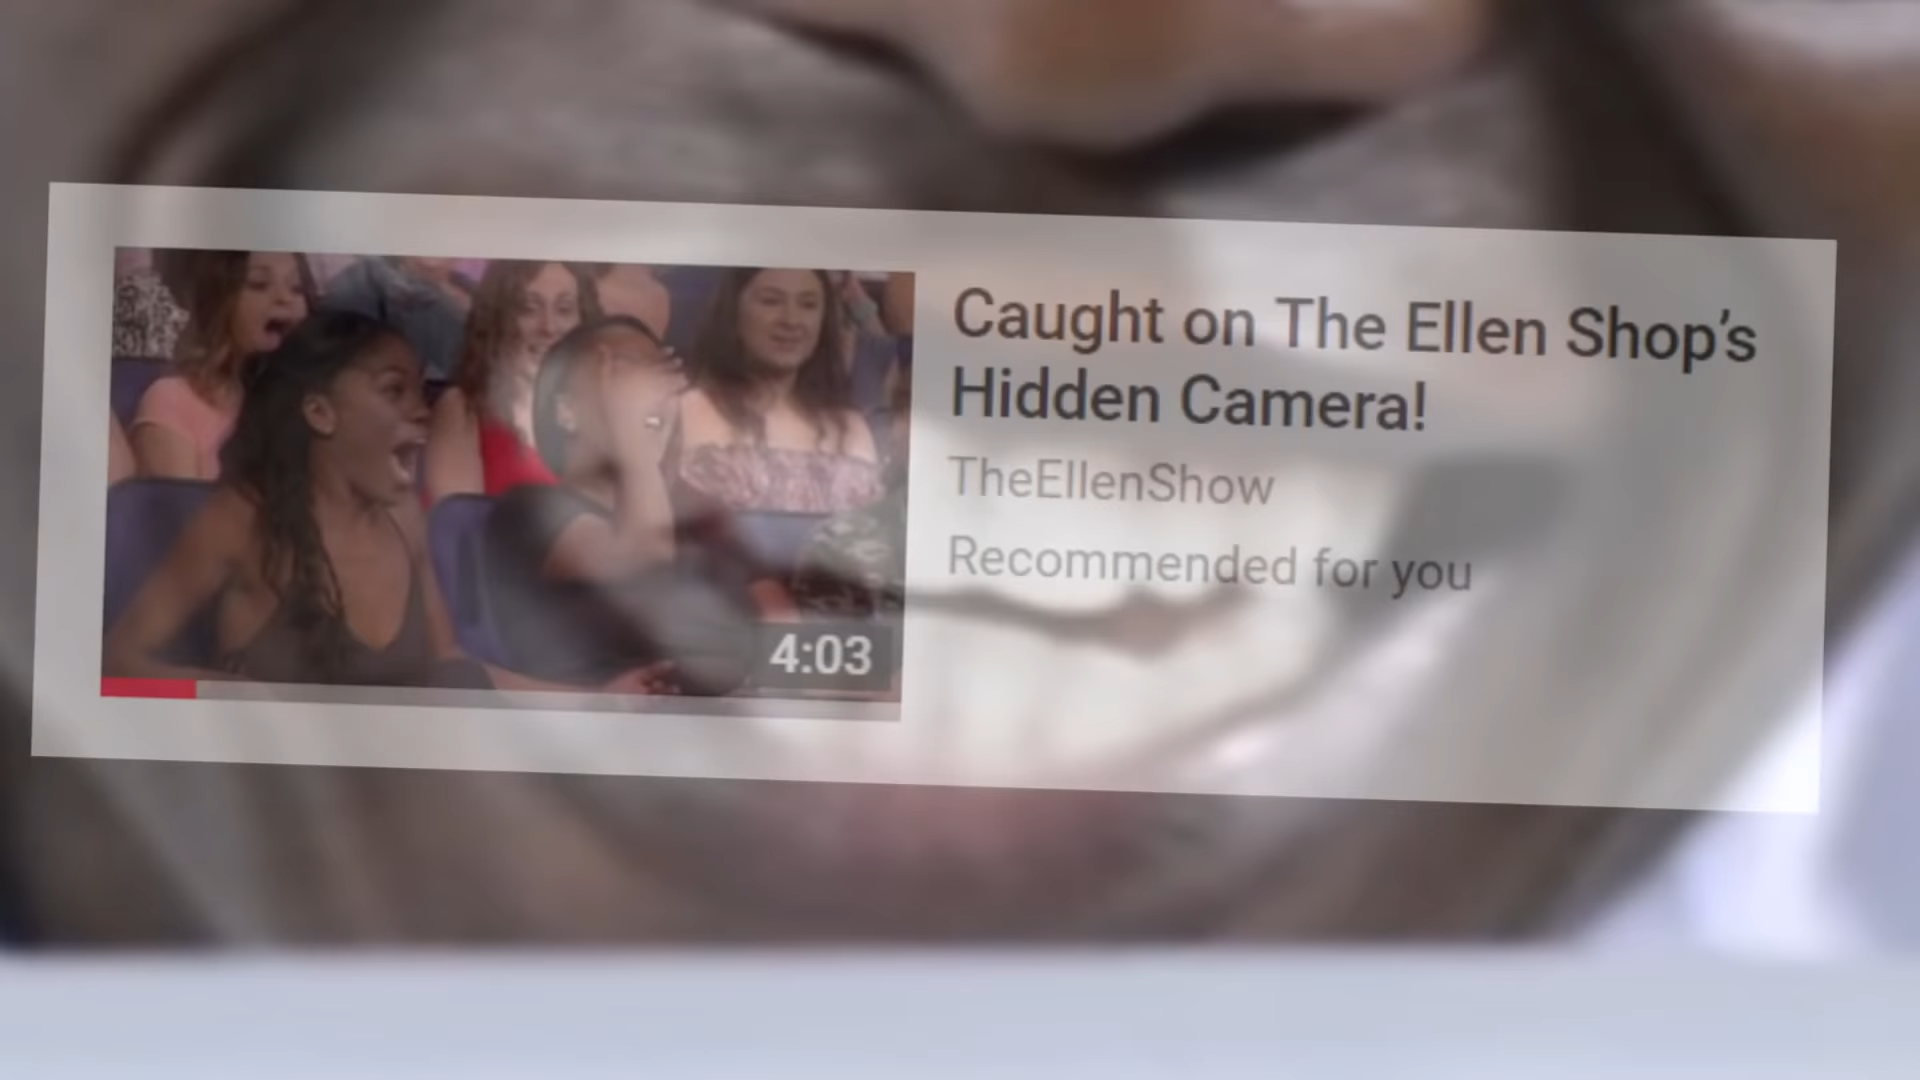 Caught on The Ellen Shop's
Hidden Camera!
TheEllenShow
Recommended for you
4:03